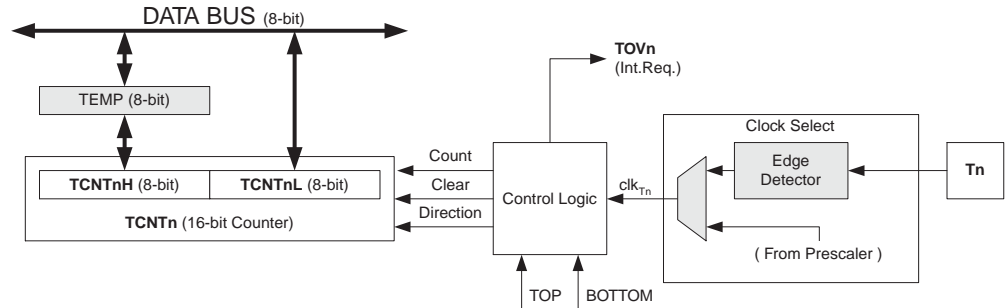 DATA BUS (8-bit)
TOVn
(Int.Req.)
TEMP (8-bit)
Clock Select
Count
Edge
Detector
Tn
TCNTnH (8-bit)
TCNTnL (8-bit)
Clear
Control Logic
clkTn
TCNTn (16-bit Counter)
Direction
( From Prescaler )
TOP
BOTTOM